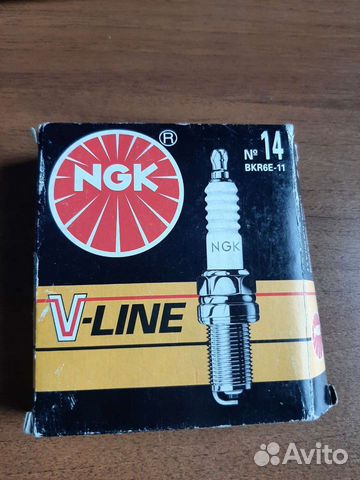 NGK
®
№ 14
BKR6E-11
NGK
V-LINE
Avito